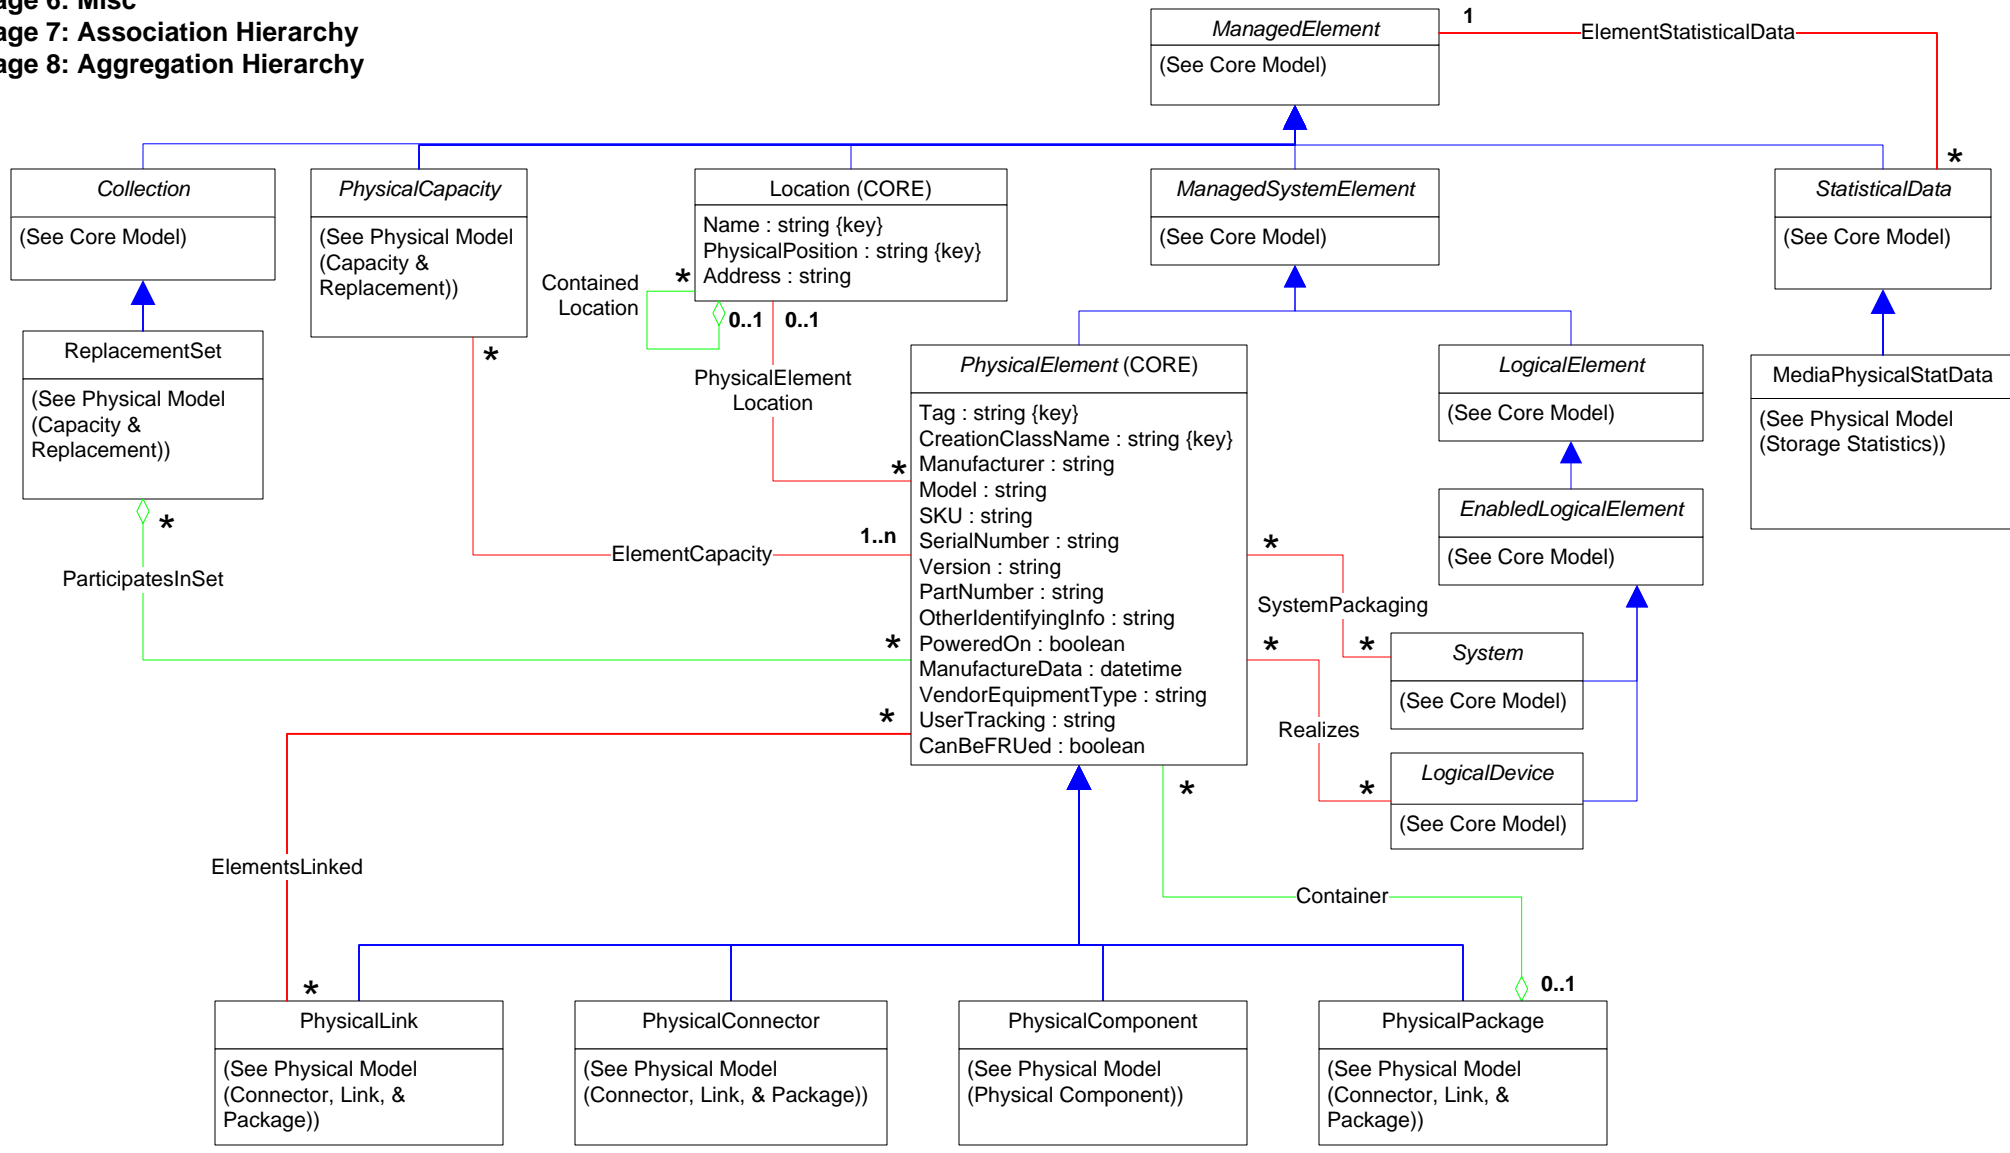 age 6: Misc
age 7: Association Hierarchy
age 8: Aggregation Hierarchy
ManagedElement
(See Core Model)
1
ElementStatisticalData
*
Collection
(See Core Model)
PhysicalCapacity
(See Physical Model
(Capacity &
Replacement))
*
Location (CORE)
Name : string {key}
PhysicalPosition : string {key}
Address : string
Contained
Location
*
0..1
0..1
ManagedSystemElement
(See Core Model)
StatisticalData
(See Core Model)
ReplacementSet
(See Physical Model
(Capacity &
Replacement))
*
ParticipatesInSet
*
PhysicalElement
Location
*
ElementCapacity
1..n
PhysicalElement (CORE)
Tag : string {key}
CreationClassName : string {key}
Manufacturer : string
Model : string
SKU : string
SerialNumber : string
Version : string
PartNumber : string
OtherIdentifyingInfo : string
PoweredOn : boolean
ManufactureData : datetime
VendorEquipmentType : string
UserTracking : string
CanBeFRUed : boolean
LogicalElement
(See Core Model)
MediaPhysicalStatData
(See Physical Model
(Storage Statistics))
EnabledLogicalElement
(See Core Model)
*
SystemPackaging
*
System
(See Core Model)
*
Realizes
*
LogicalDevice
(See Core Model)
*
ElementsLinked
*
*
Container
0..1
PhysicalLink
(See Physical Model
(Connector, Link, &
Package))
PhysicalConnector
(See Physical Model
(Connector, Link, & Package))
PhysicalComponent
(See Physical Model
(Physical Component))
PhysicalPackage
(See Physical Model
(Connector, Link, &
Package))